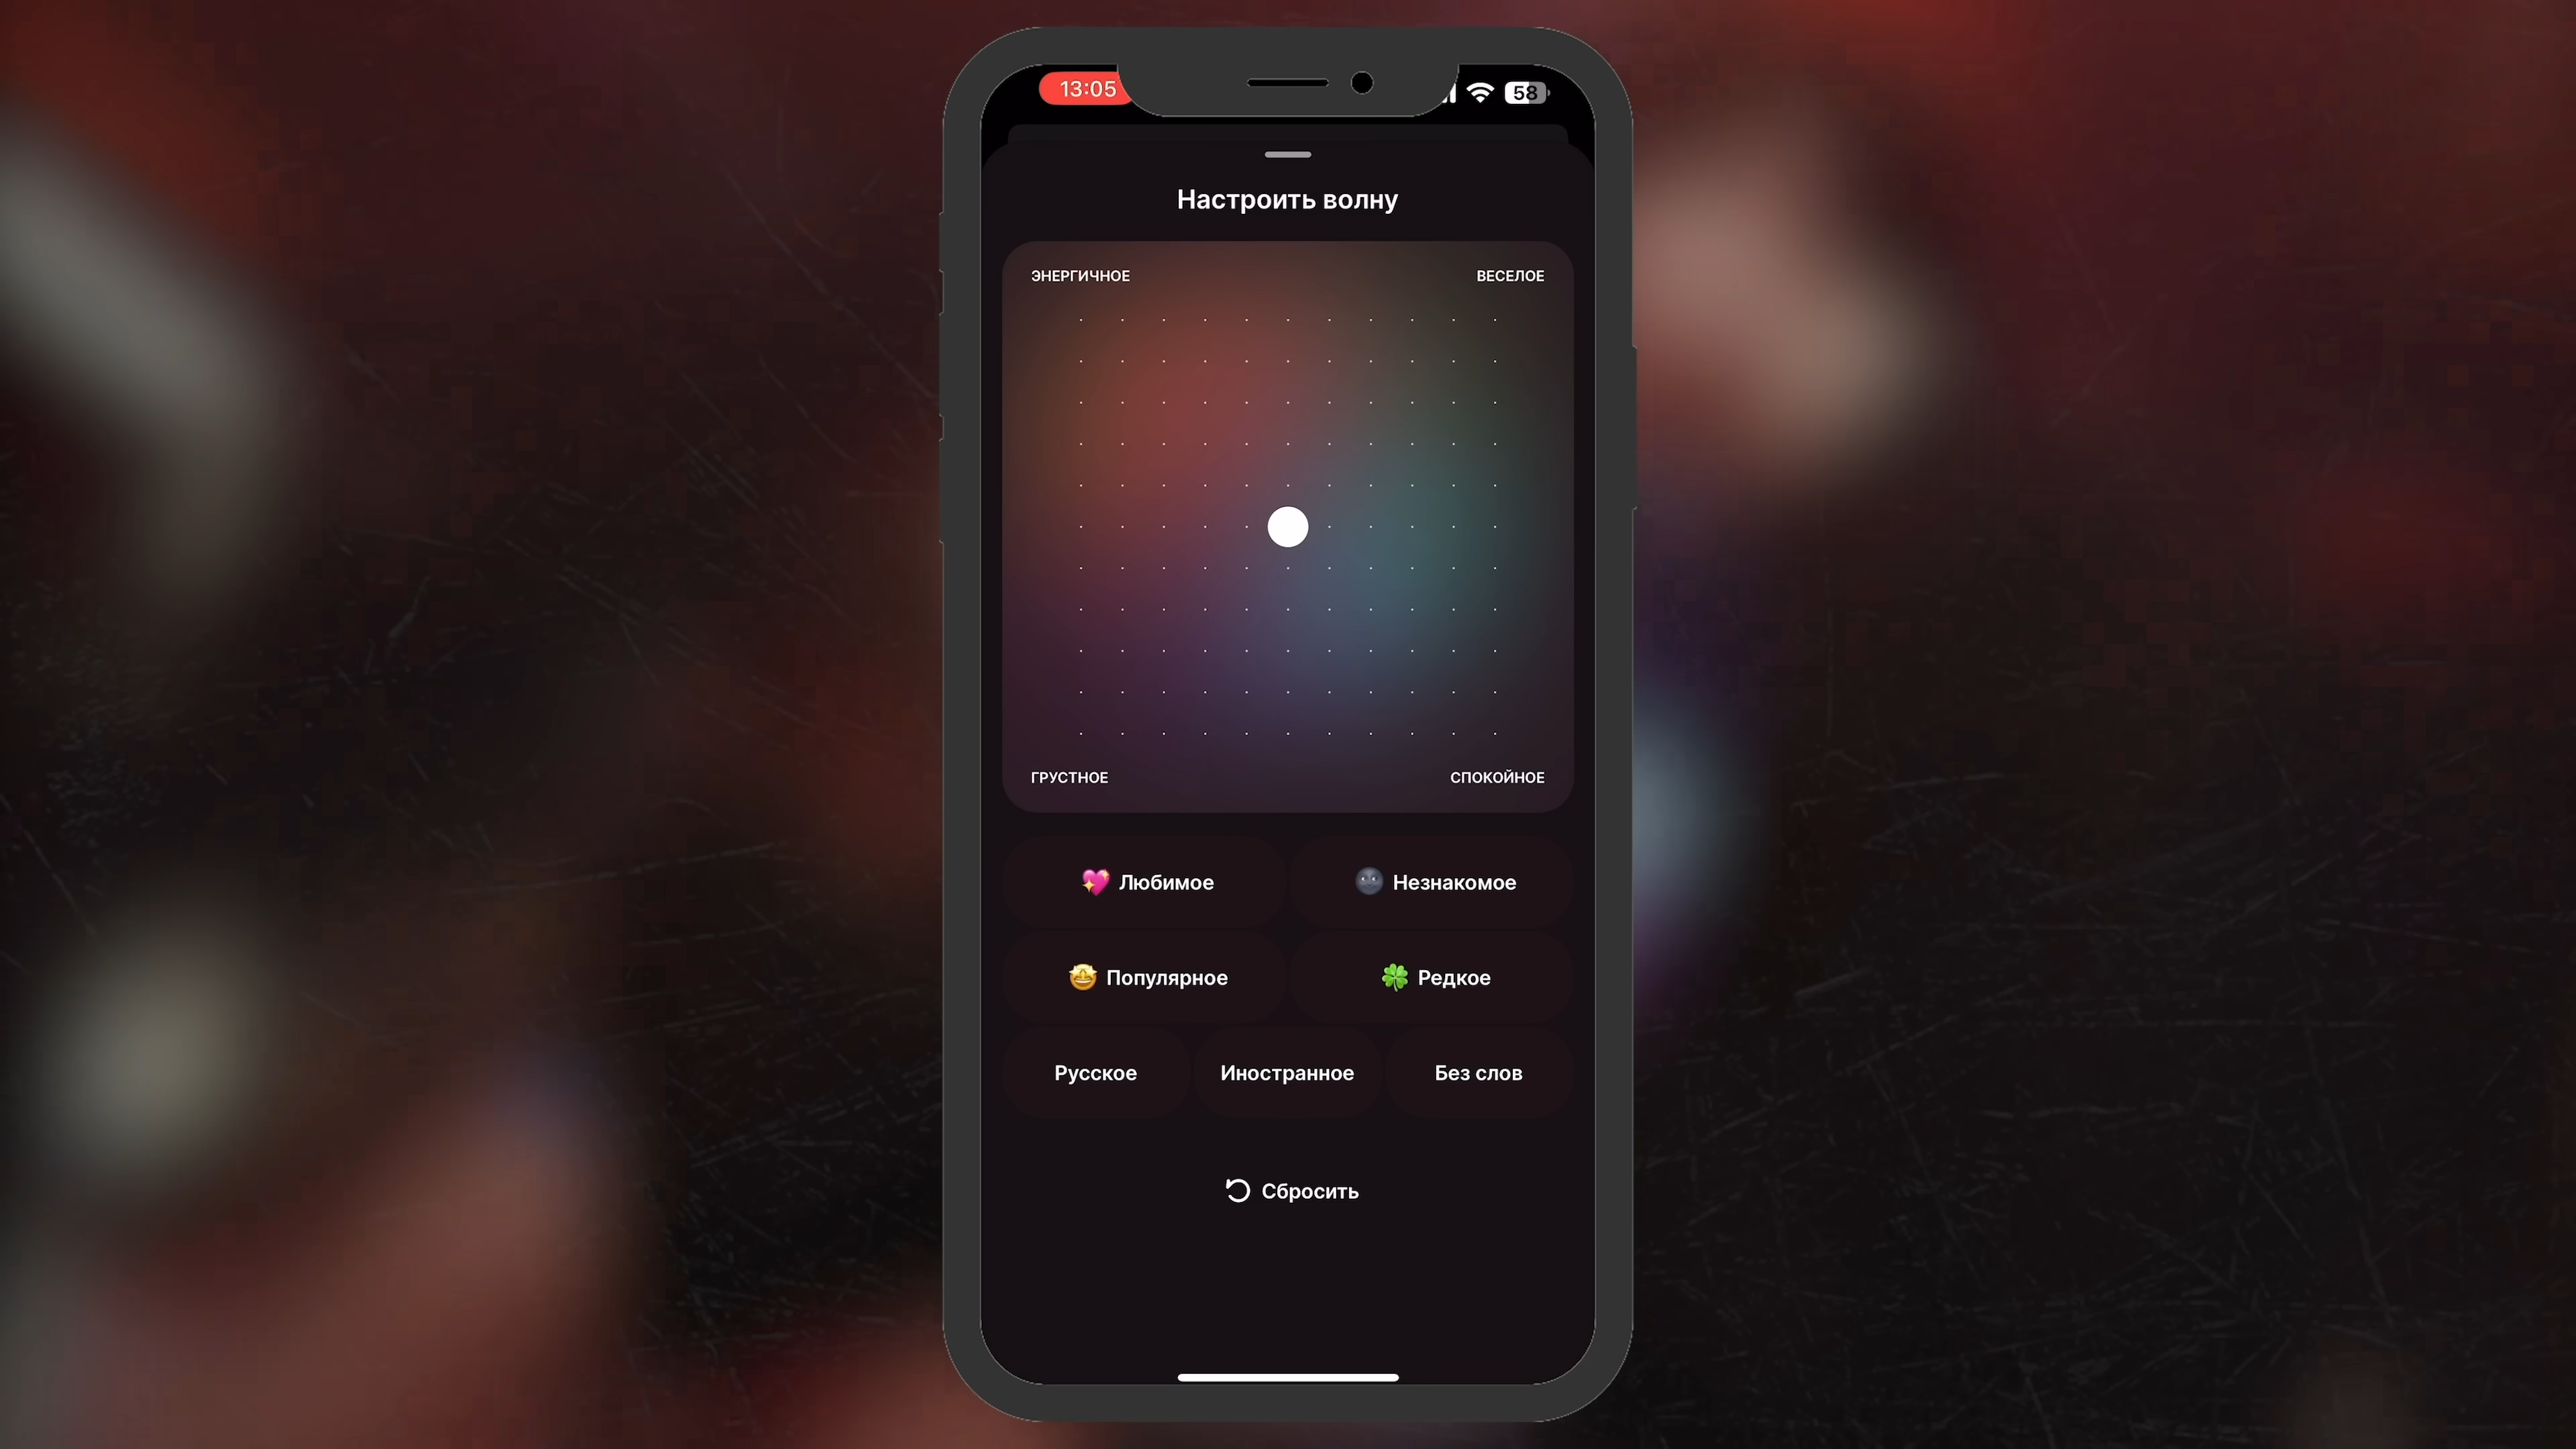 13:05
58
Настроить волну
ЭНЕРГИЧНОЕ ВЕСЕЛОЕ
ГРУСТНОЕ СПОКОЙНОЕ
Любимое Незнакомое
Популярное Редкое
Русское Иностранное Без слов
Сбросить